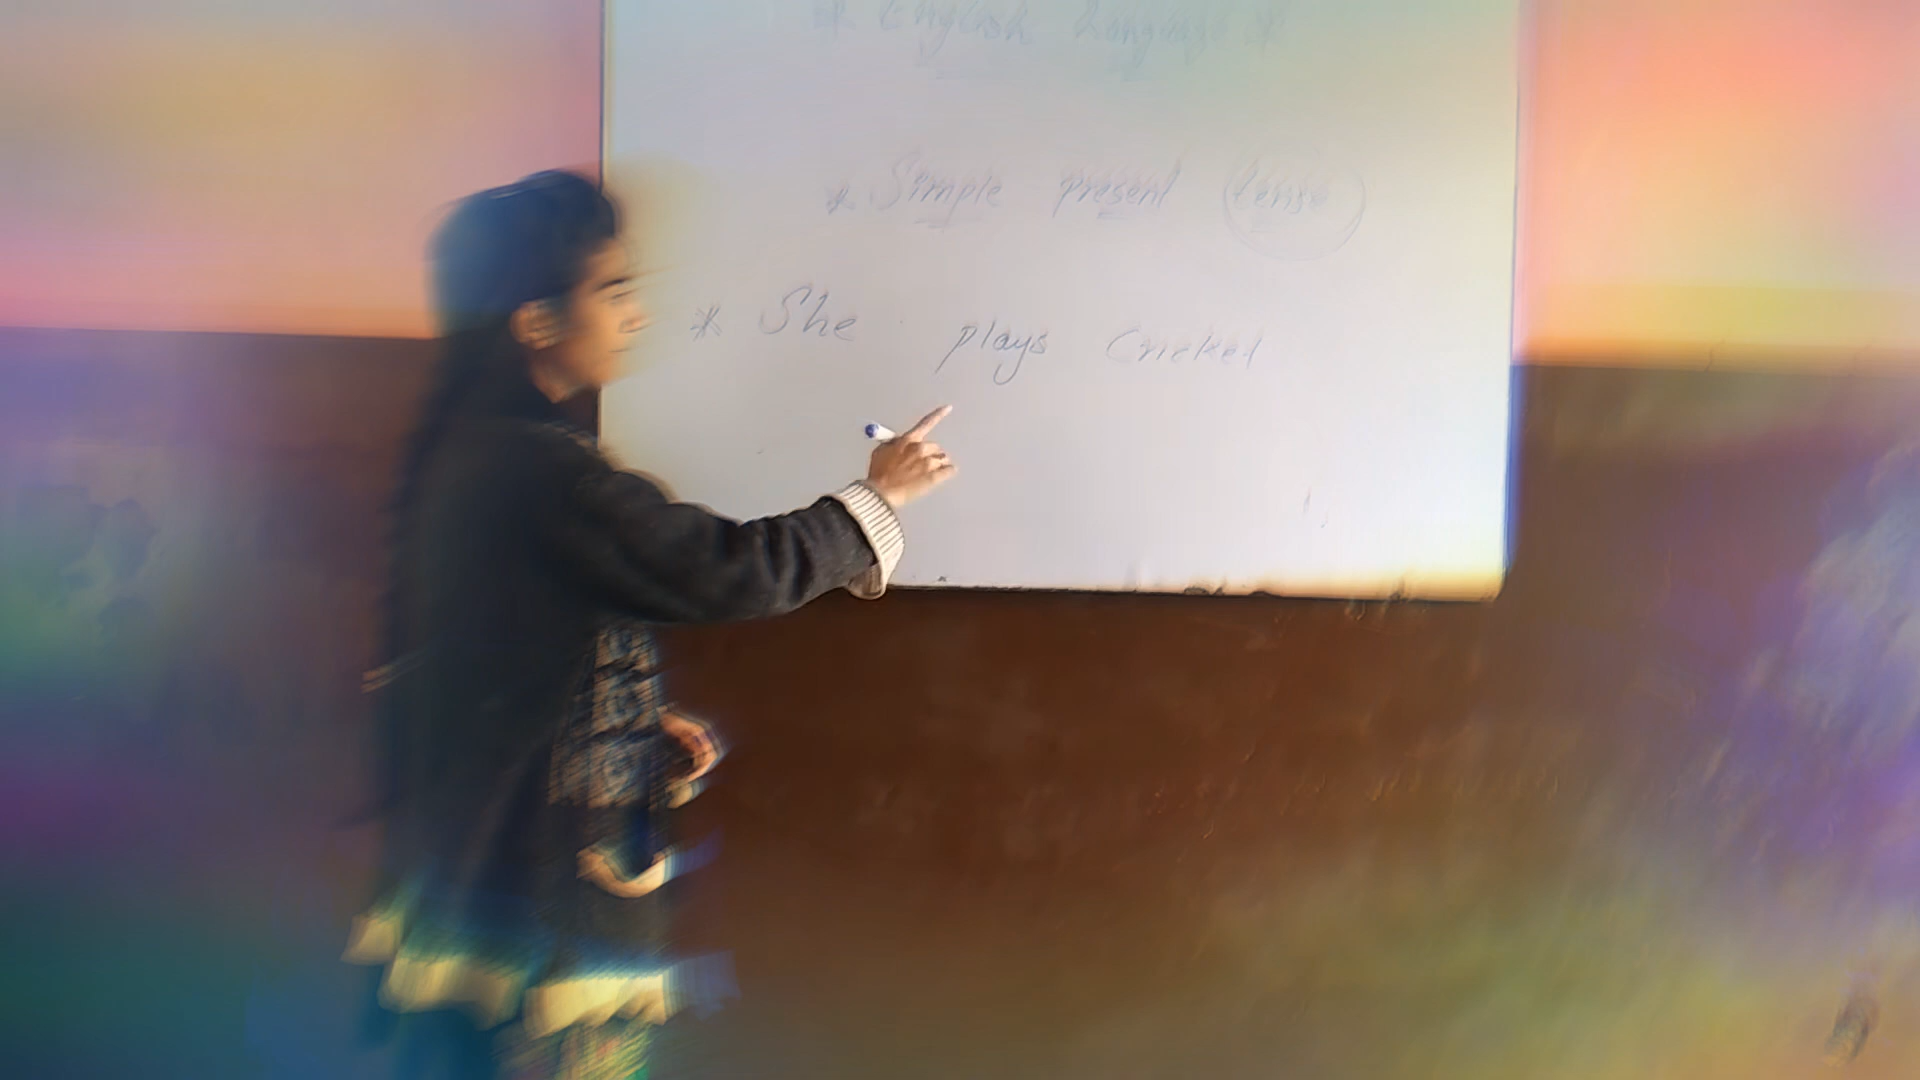 * English Language *
* Simple present tense
* She plays Cricket